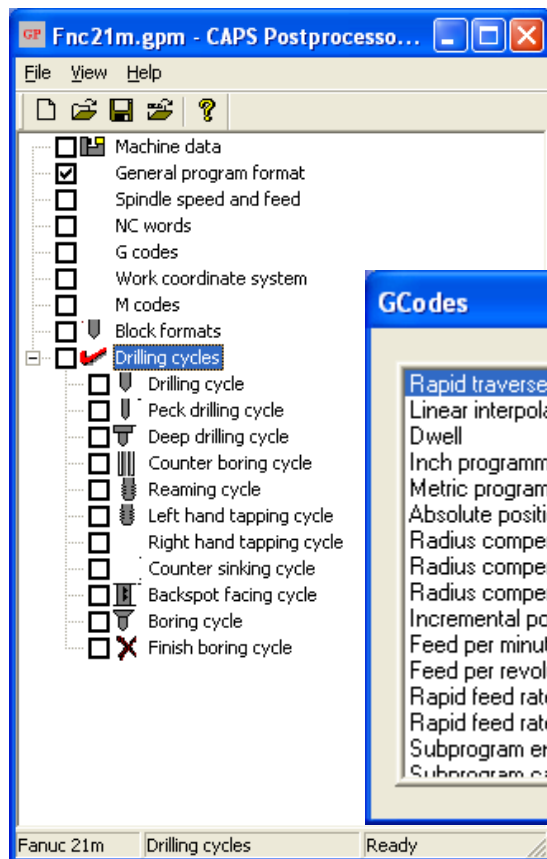 GP Fnc21m.gpm - CAPS Postprocesso...
File View Help
Machine data
General program format
Spindle speed and feed
NC words
G codes
Work coordinate system
M codes
Block formats
Drilling cycles
Drilling cycle
Peck drilling cycle
Deep drilling cycle
Counter boring cycle
Reaming cycle
Left hand tapping cycle
Right hand tapping cycle
Counter sinking cycle
Backspot facing cycle
Boring cycle
Finish boring cycle
GCodes
Rapid traverse
Linear interpola
Dwell
Inch programm
Metric program
Absolute positi
Radius compe
Radius compe
Radius compe
Incremental po
Feed per minut
Feed per revol
Rapid feed rat
Rapid feed rat
Subprogram e
Subprogram c
Fanuc 21m Drilling cycles Ready